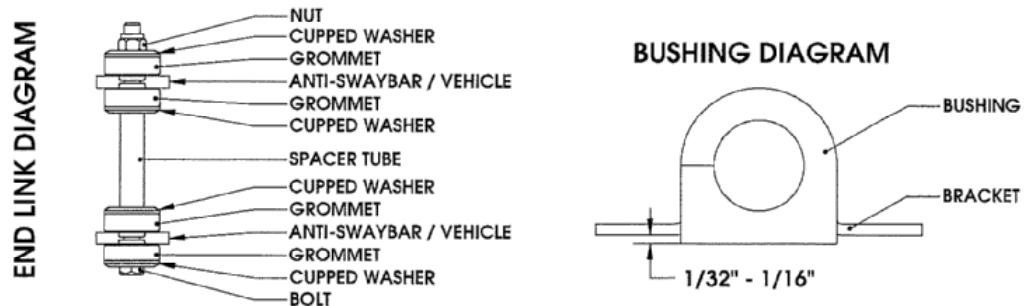 END LINK DIAGRAM
NUT
CUPPED WASHER
GROMMET
ANTI-SWAYBAR / VEHICLE
GROMMET
CUPPED WASHER
SPACER TUBE
CUPPED WASHER
GROMMET
ANTI-SWAYBAR / VEHICLE
GROMMET
CUPPED WASHER
BOLT
BUSHING DIAGRAM
BUSHING
BRACKET
1/32" - 1/16"